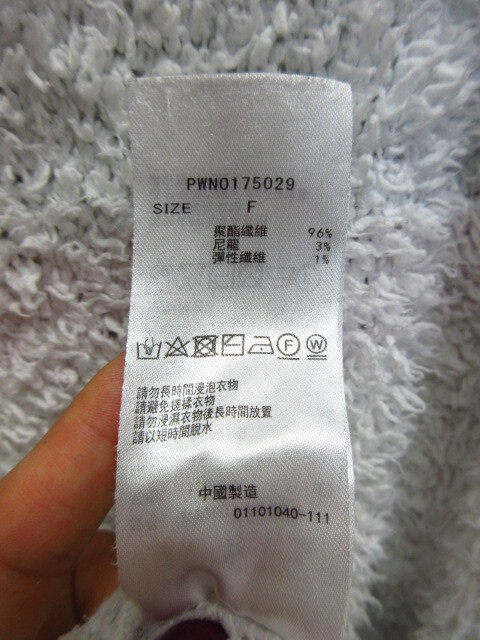 PWNO175029
SIZE F
聚酯纖維 96%
尼龍 3%
彈性纖維 1%
F W
請勿長時間浸泡衣物
請避免搓揉衣物
請勿浸濕衣物後長時間放置
請以短時間脫水
中國製造
01101040-111